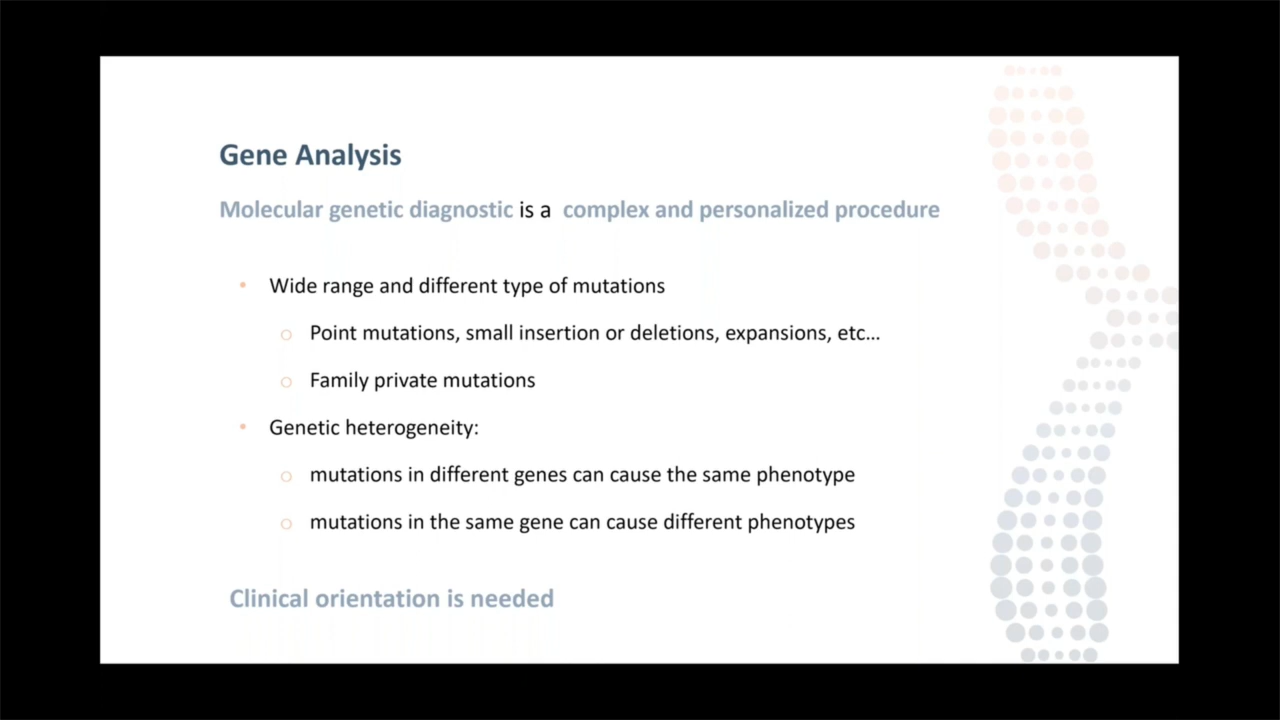 Gene Analysis
Molecular genetic diagnostic is a complex and personalized procedure
• Wide range and different type of mutations
o Point mutations, small insertion or deletions, expansions, etc...
o Family private mutations
• Genetic heterogeneity:
o mutations in different genes can cause the same phenotype
o mutations in the same gene can cause different phenotypes
Clinical orientation is needed